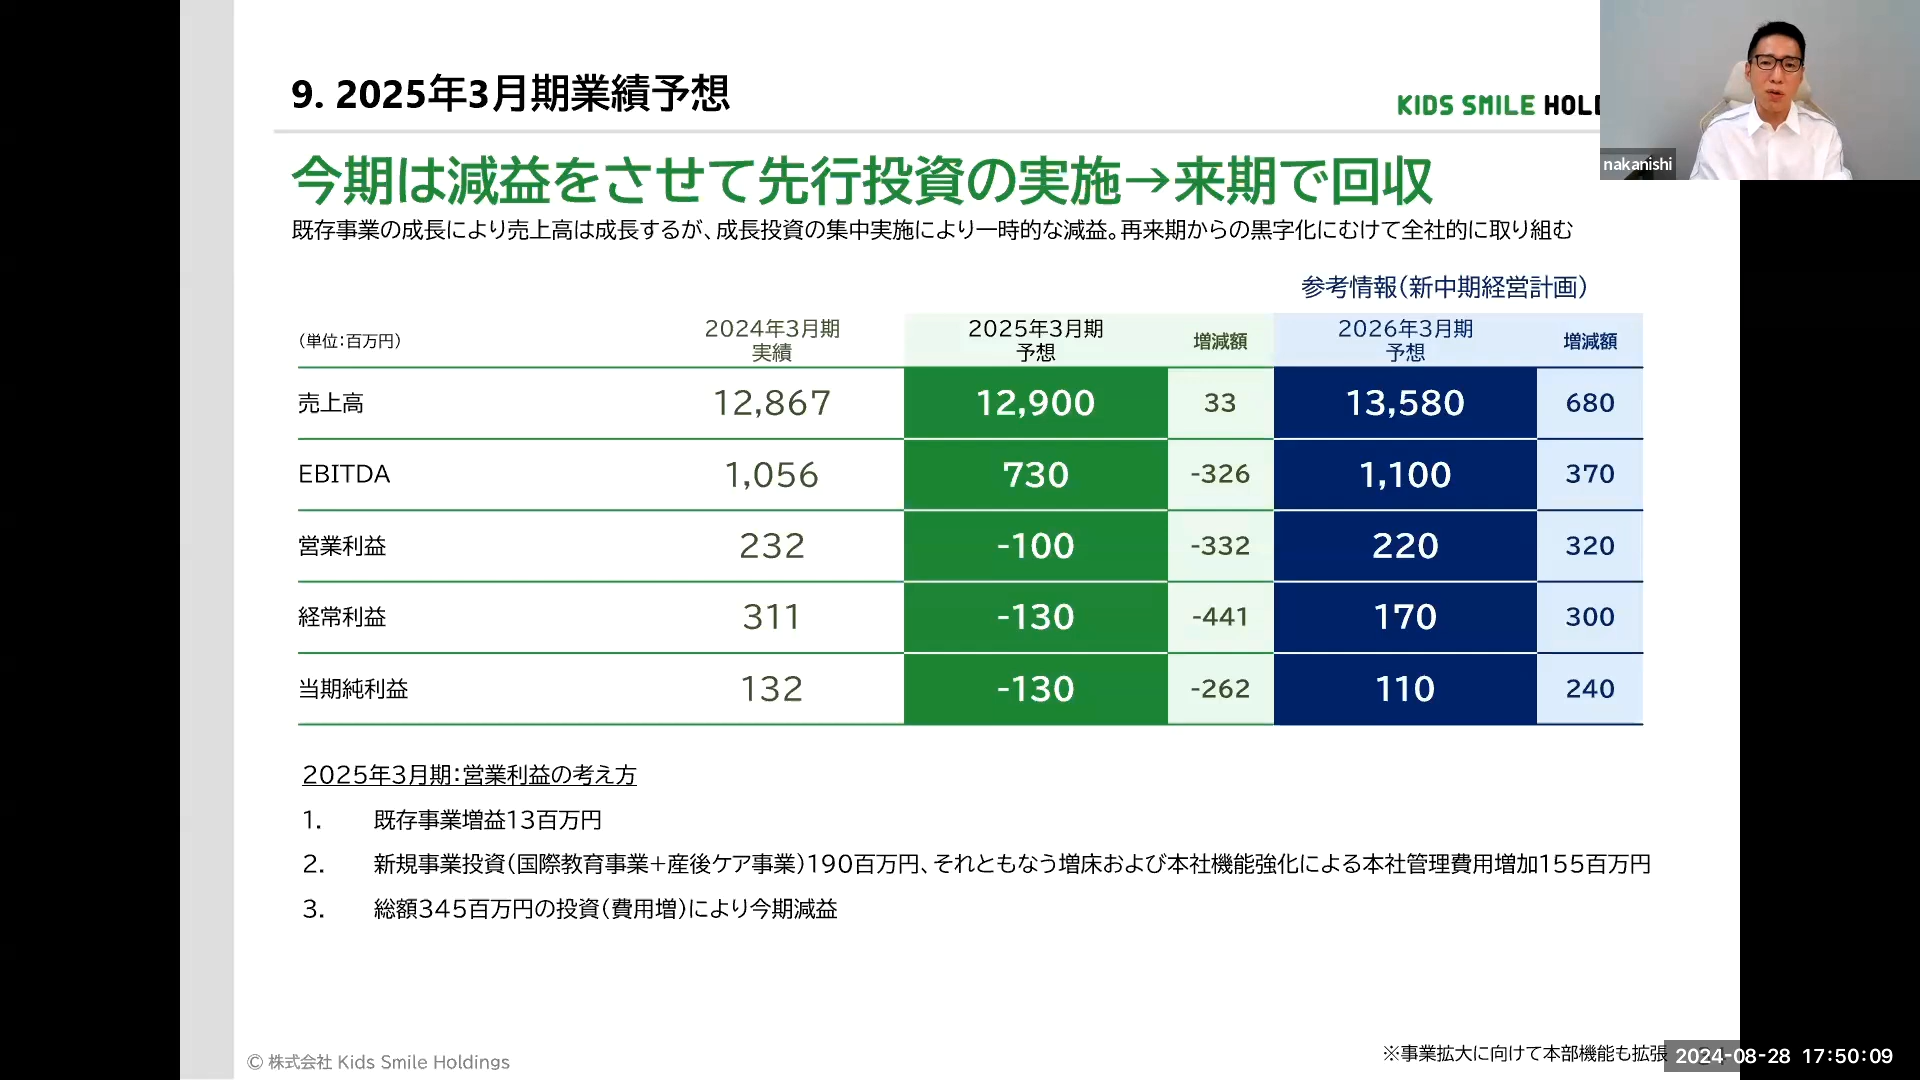 9. 2025年3月期業績予想
KIDS SMILE HOLD
nakanishi
今期は減益をさせて先行投資の実施→来期で回収
既存事業の成長により売上高は成長するが、成長投資の集中実施により一時的な減益。再来期からの黒字化にむけて全社的に取り組む
参考情報（新中期経営計画）
（単位：百万円） 2024年3月期 実績 2025年3月期 予想 増減額 2026年3月期 予想 増減額
売上高 12,867 12,900 33 13,580 680
EBITDA 1,056 730 -326 1,100 370
営業利益 232 -100 -332 220 320
経常利益 311 -130 -441 170 300
当期純利益 132 -130 -262 110 240
2025年3月期：営業利益の考え方
1. 既存事業増益13百万円
2. 新規事業投資（国際教育事業＋産後ケア事業）190百万円、それともなう増床および本社機能強化による本社管理費用増加155百万円
3. 総額345百万円の投資（費用増）により今期減益
© 株式会社 Kids Smile Holdings
※事業拡大に向けて本部機能も拡張
2024-08-28 17:50:09